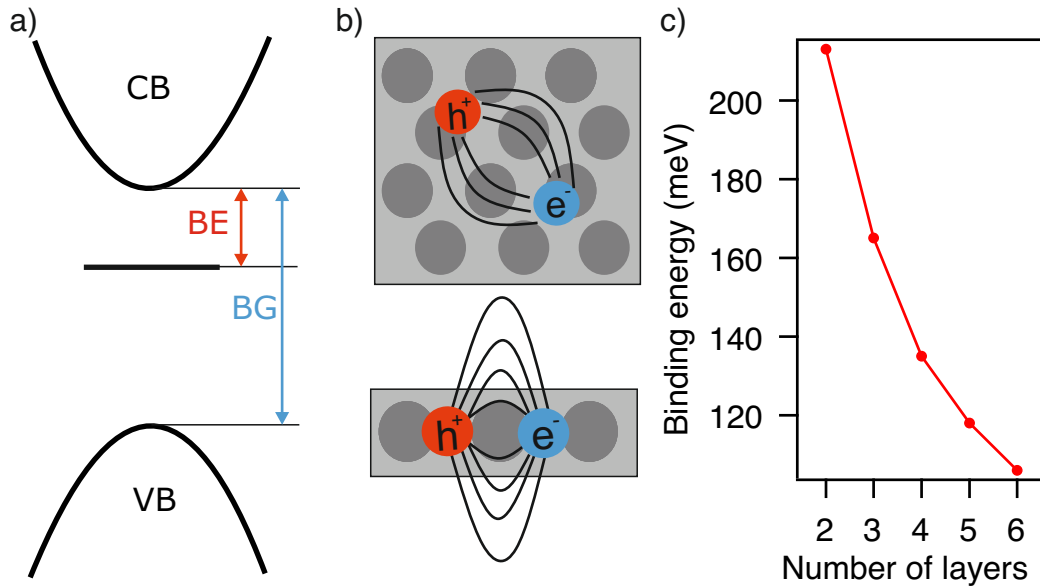 a)
CB
BE
BG
VB
b)
h+
e-
h+
e-
c)
Binding energy (meV)
200
180
160
140
120
2 3 4 5 6
Number of layers